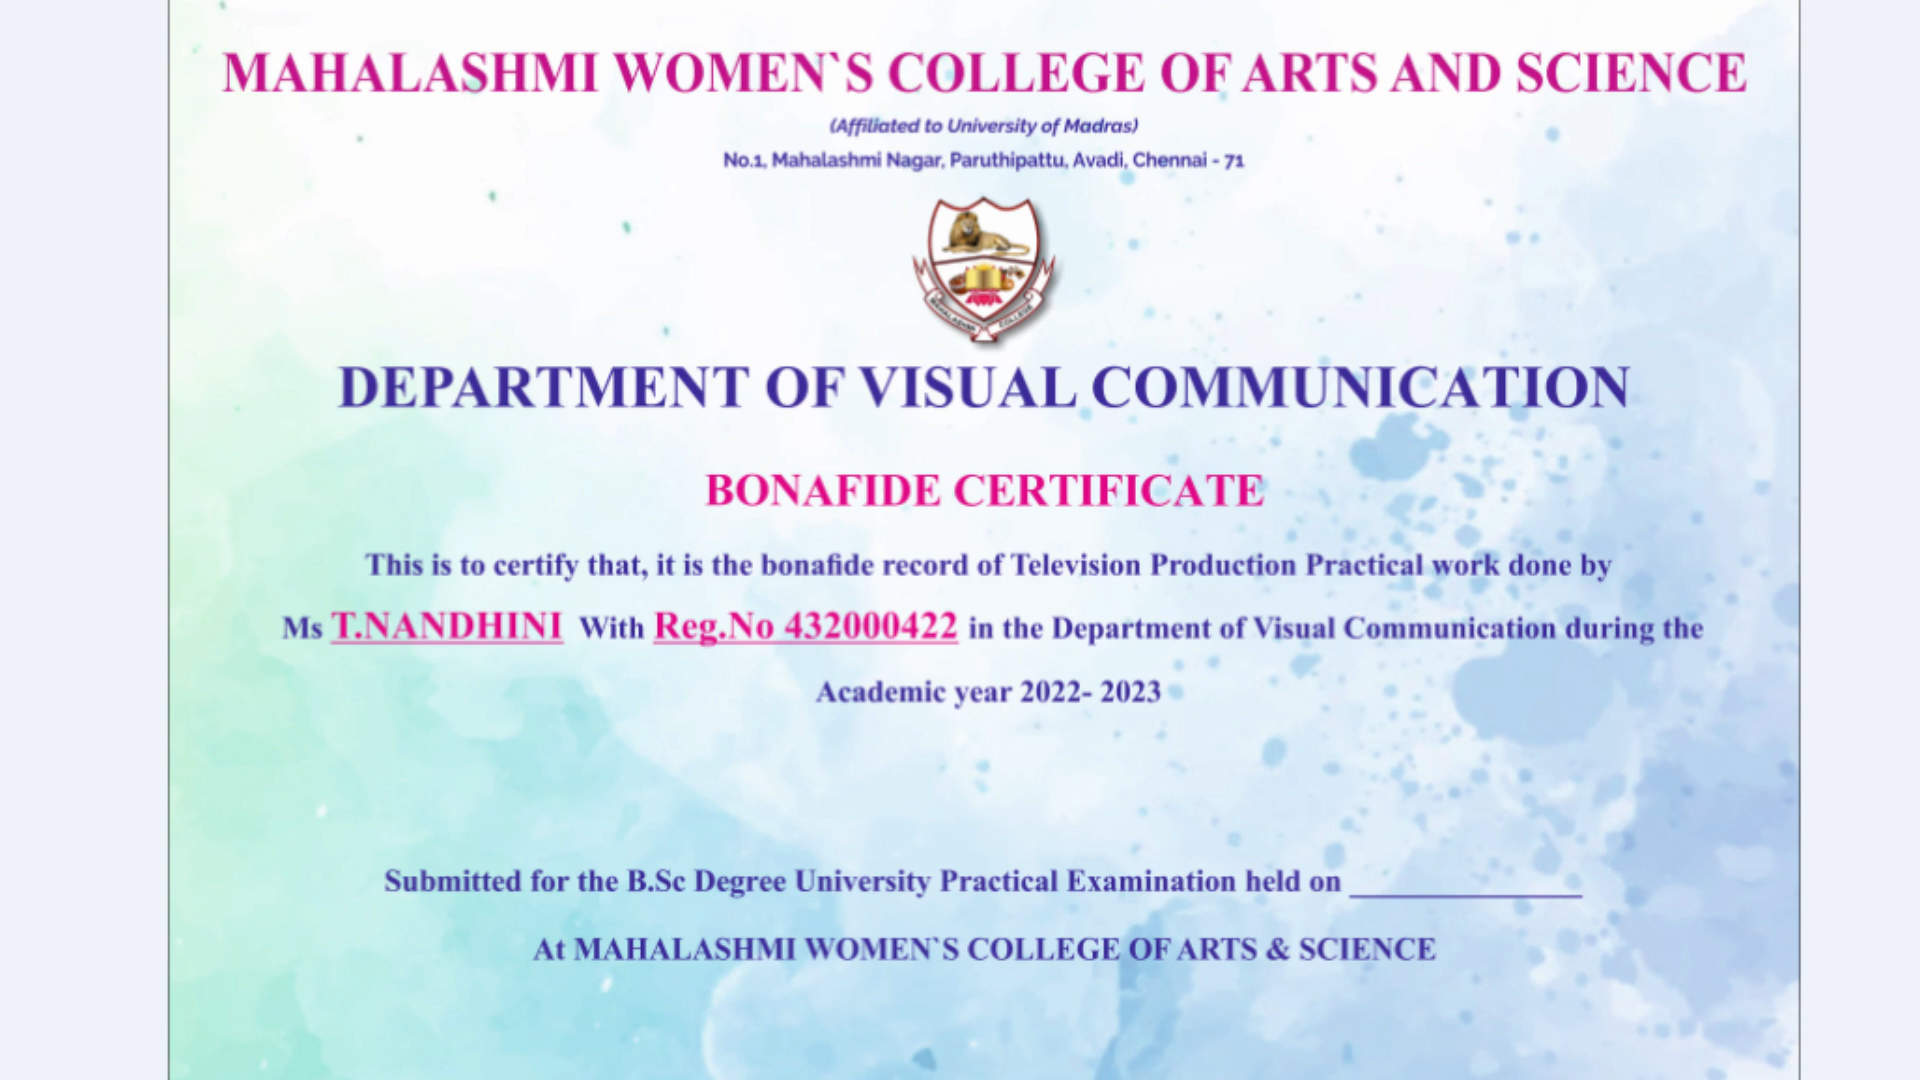 MAHALASHMI WOMEN`S COLLEGE OF ARTS AND SCIENCE
(Affiliated to University of Madras)
No.1, Mahalashmi Nagar, Paruthipattu, Avadi, Chennai - 71
MAHALASHMI COLLEGE
DEPARTMENT OF VISUAL COMMUNICATION
BONAFIDE CERTIFICATE
This is to certify that, it is the bonafide record of Television Production Practical work done by
Ms T.NANDHINI With Reg.No 432000422 in the Department of Visual Communication during the
Academic year 2022- 2023
Submitted for the B.Sc Degree University Practical Examination held on _______________
At MAHALASHMI WOMEN`S COLLEGE OF ARTS & SCIENCE